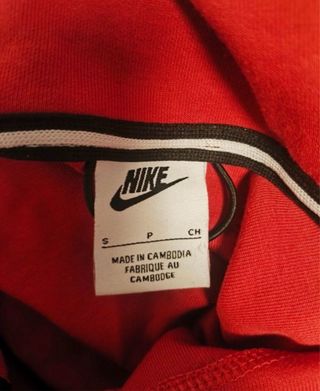 NIKE
S P CH
MADE IN CAMBODIA
FABRIQUE AU
CAMBODGE